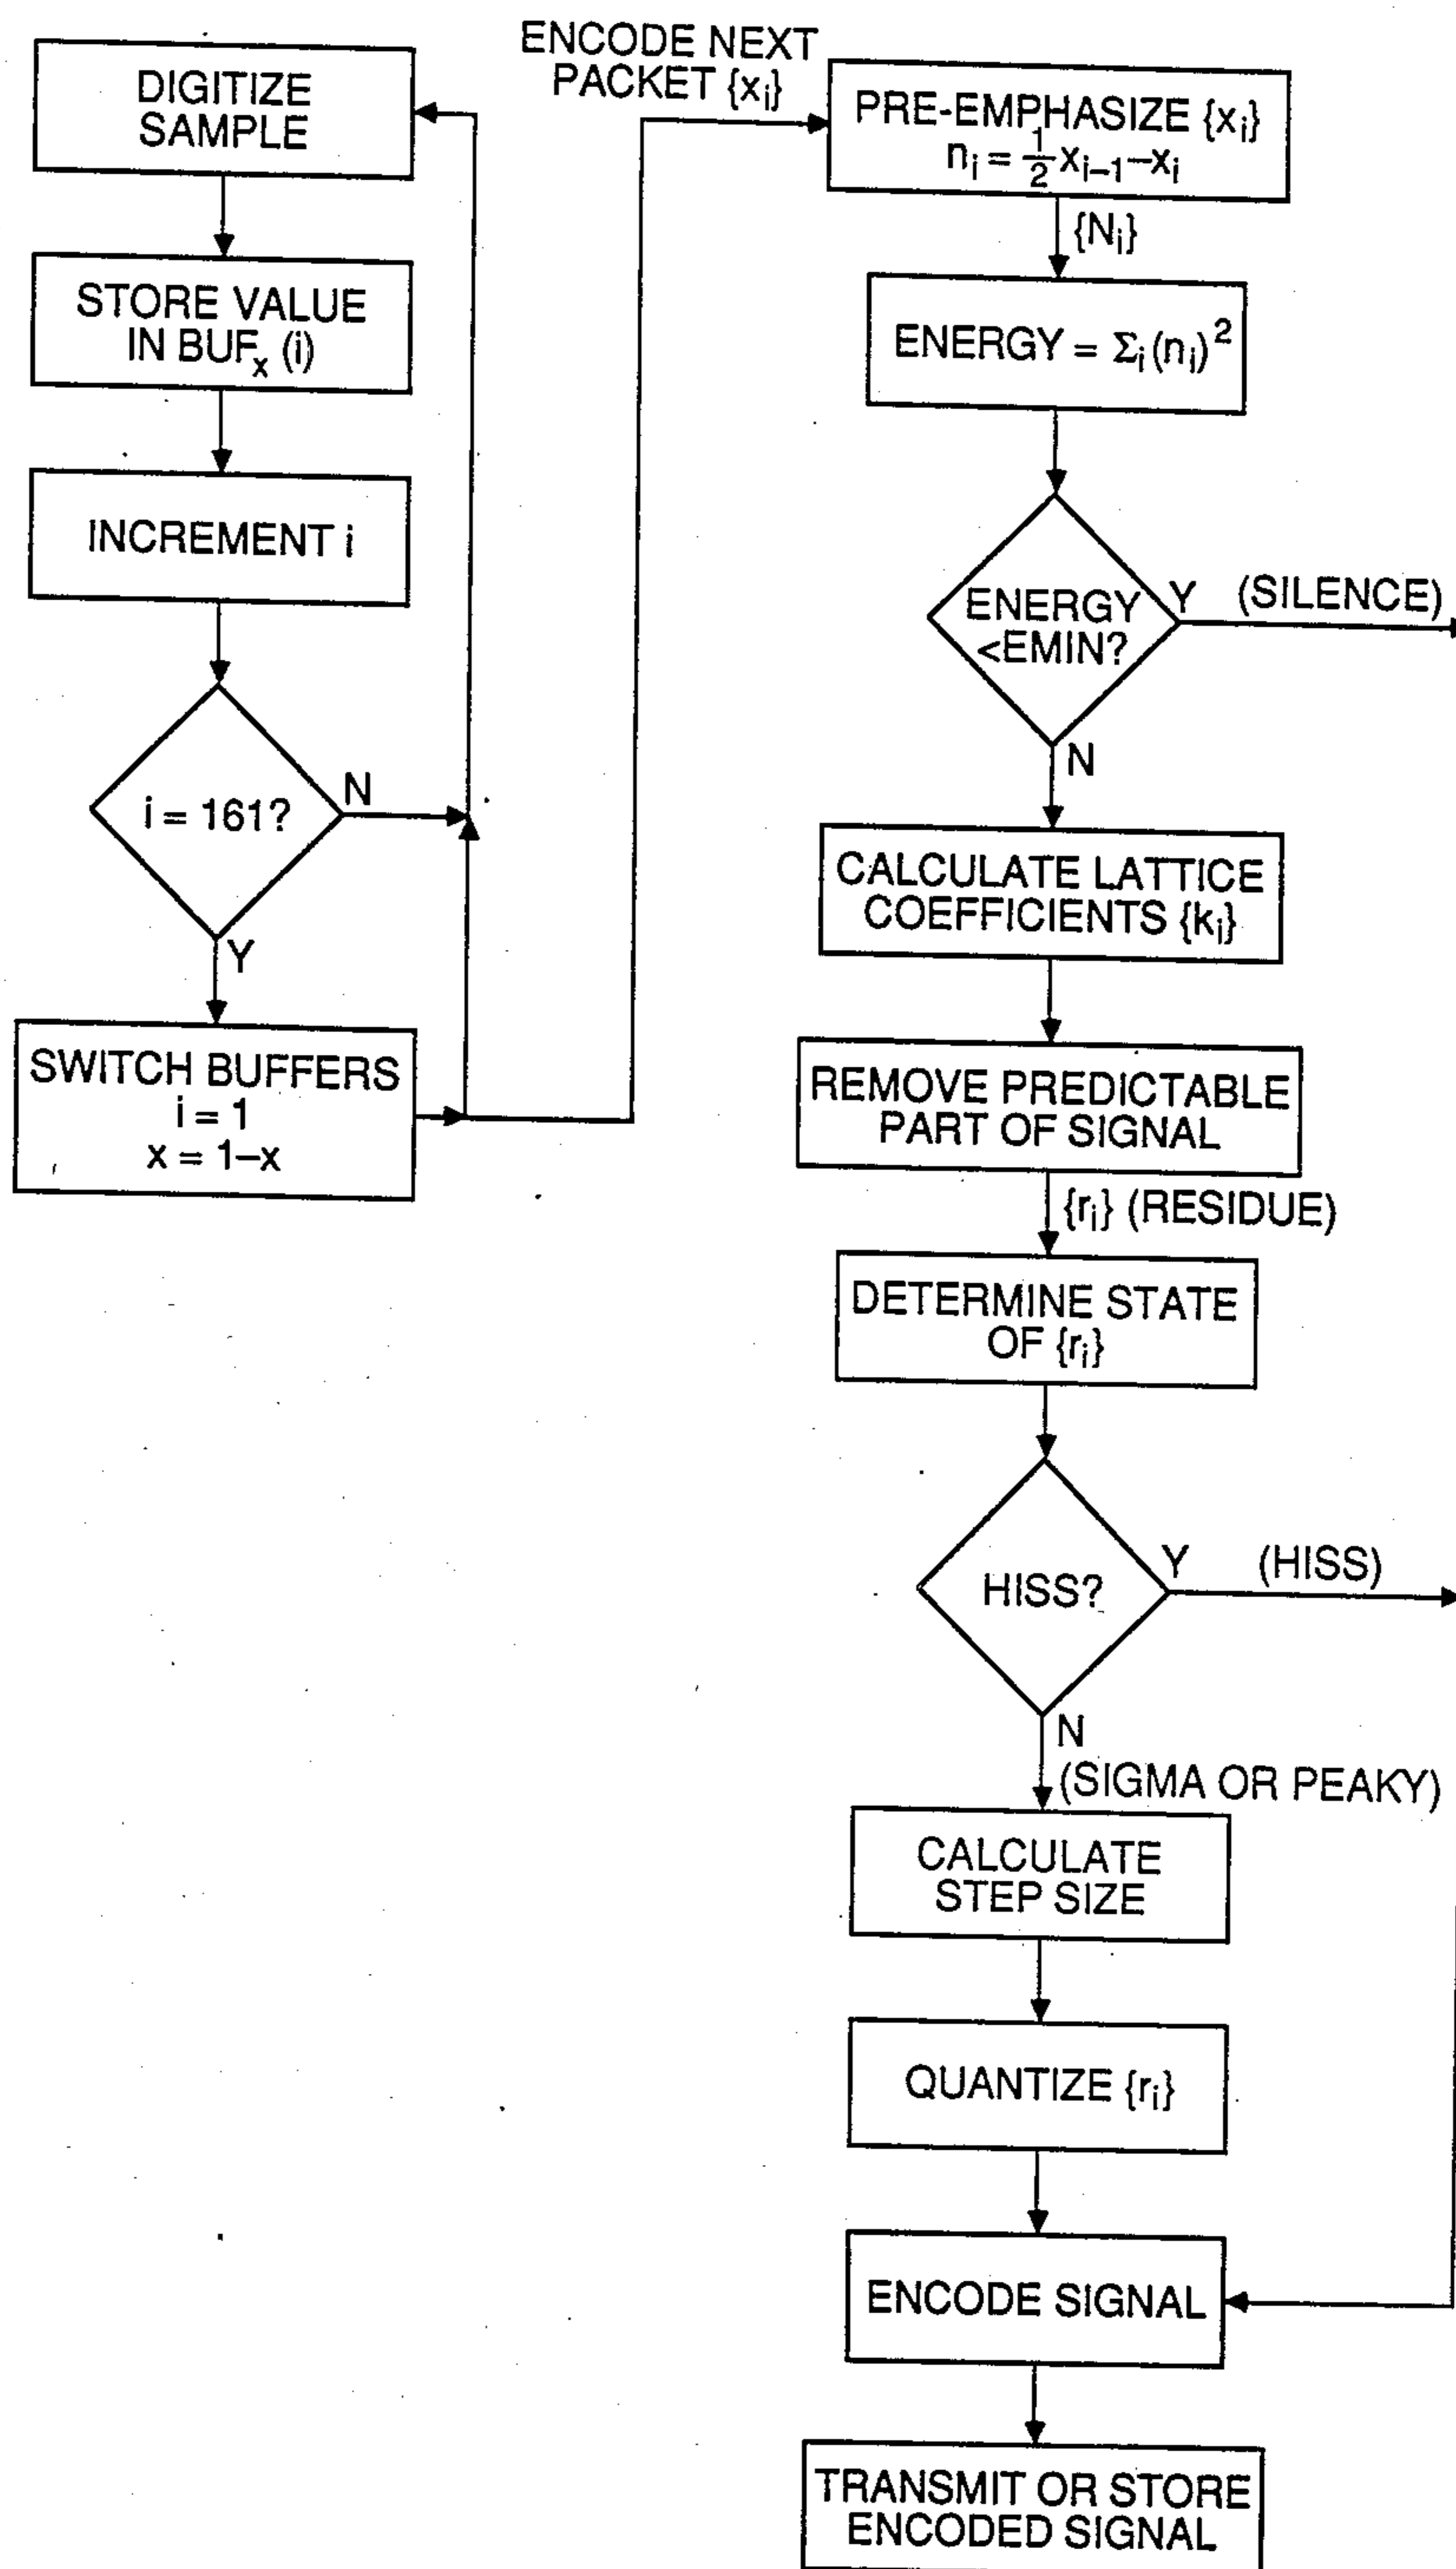 DIGITIZE
SAMPLE
STORE VALUE
IN BUFₓ (i)
INCREMENT i
i = 161?
N
Y
SWITCH BUFFERS
i = 1
x = 1–x
ENCODE NEXT
PACKET {xᵢ}
PRE-EMPHASIZE {xᵢ}
nᵢ = ½ xᵢ₋₁–xᵢ
{Nᵢ}
ENERGY = Σᵢ(nᵢ)²
ENERGY
<EMIN?
Y (SILENCE)
N
CALCULATE LATTICE
COEFFICIENTS {kᵢ}
REMOVE PREDICTABLE
PART OF SIGNAL
{rᵢ} (RESIDUE)
DETERMINE STATE
OF {rᵢ}
HISS?
Y (HISS)
N
(SIGMA OR PEAKY)
CALCULATE
STEP SIZE
QUANTIZE {rᵢ}
ENCODE SIGNAL
TRANSMIT OR STORE
ENCODED SIGNAL